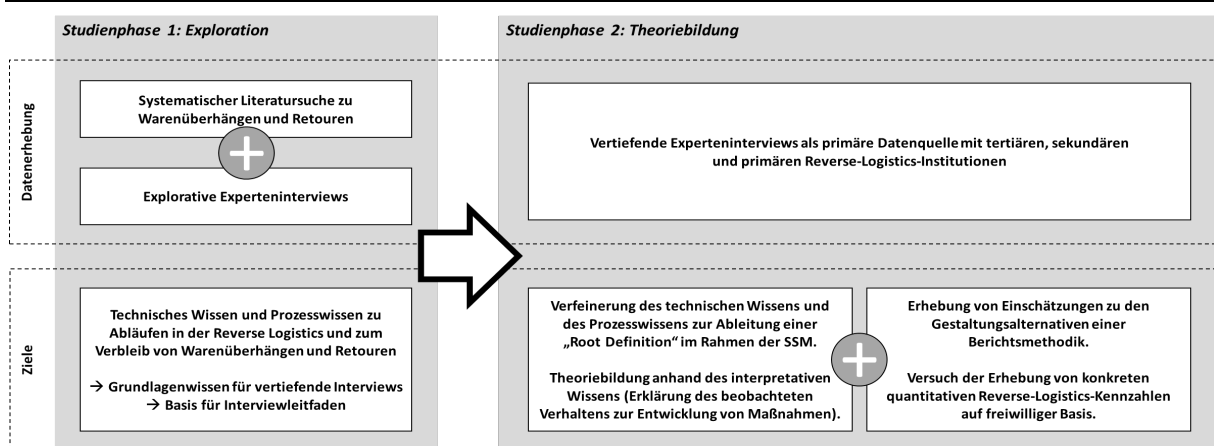 Studienphase 1: Exploration
Studienphase 2: Theoriebildung
Datenerhebung
Systematischer Literatursuche zu
Warenüberhängen und Retouren
Explorative Experteninterviews
Vertiefende Experteninterviews als primäre Datenquelle mit tertiären, sekundären
und primären Reverse-Logistics-Institutionen
Ziele
Technisches Wissen und Prozesswissen zu
Abläufen in der Reverse Logistics und zum
Verbleib von Warenüberhängen und Retouren
→ Grundlagenwissen für vertiefende Interviews
→ Basis für Interviewleitfaden
Verfeinerung des technischen Wissens und
des Prozesswissens zur Ableitung einer
„Root Definition“ im Rahmen der SSM.
Theoriebildung anhand des interpretativen
Wissens (Erklärung des beobachteten
Verhaltens zur Entwicklung von Maßnahmen).
Erhebung von Einschätzungen zu den
Gestaltungsalternativen einer
Berichtsmethodik.
Versuch der Erhebung von konkreten
quantitativen Reverse-Logistics-Kennzahlen
auf freiwilliger Basis.